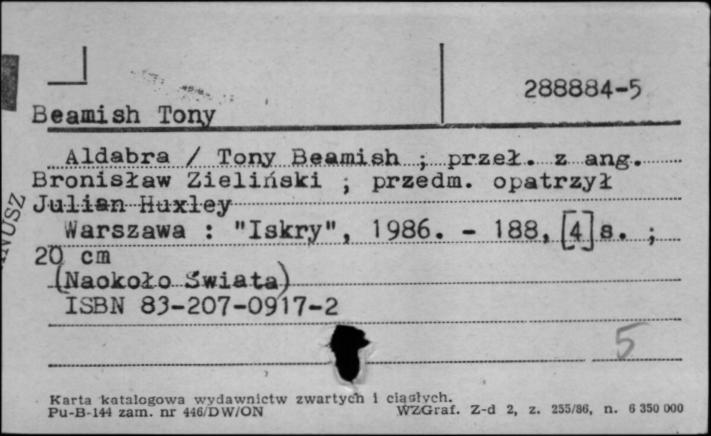 288884-5
Beamish Tony
Aldabra / Tony Beamish ; przeł. z ang.
Bronisław Zieliński ; przedm. opatrzył
Julian Huxley
Warszawa : "Iskry", 1986. - 188, [4] s. ;
20 cm
(Naokoło Świata)
ISBN 83-207-0917-2
5
Karta katalogowa wydawnictw zwartych i ciągłych.
Pu-B-144 zam. nr 446/DW/ON WZGraf. Z-d 2, z. 255/86, n. 6 350 000